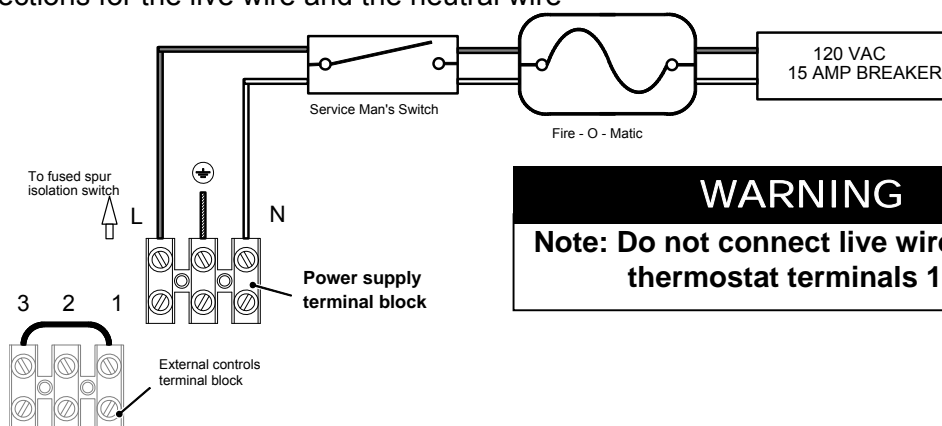 ections for the live wire and the neutral wire
120 VAC
15 AMP BREAKER
Service Man's Switch
Fire - O - Matic
To fused spur
isolation switch
L
N
WARNING
Note: Do not connect live wir
thermostat terminals 1
Power supply
terminal block
3 2 1
External controls
terminal block